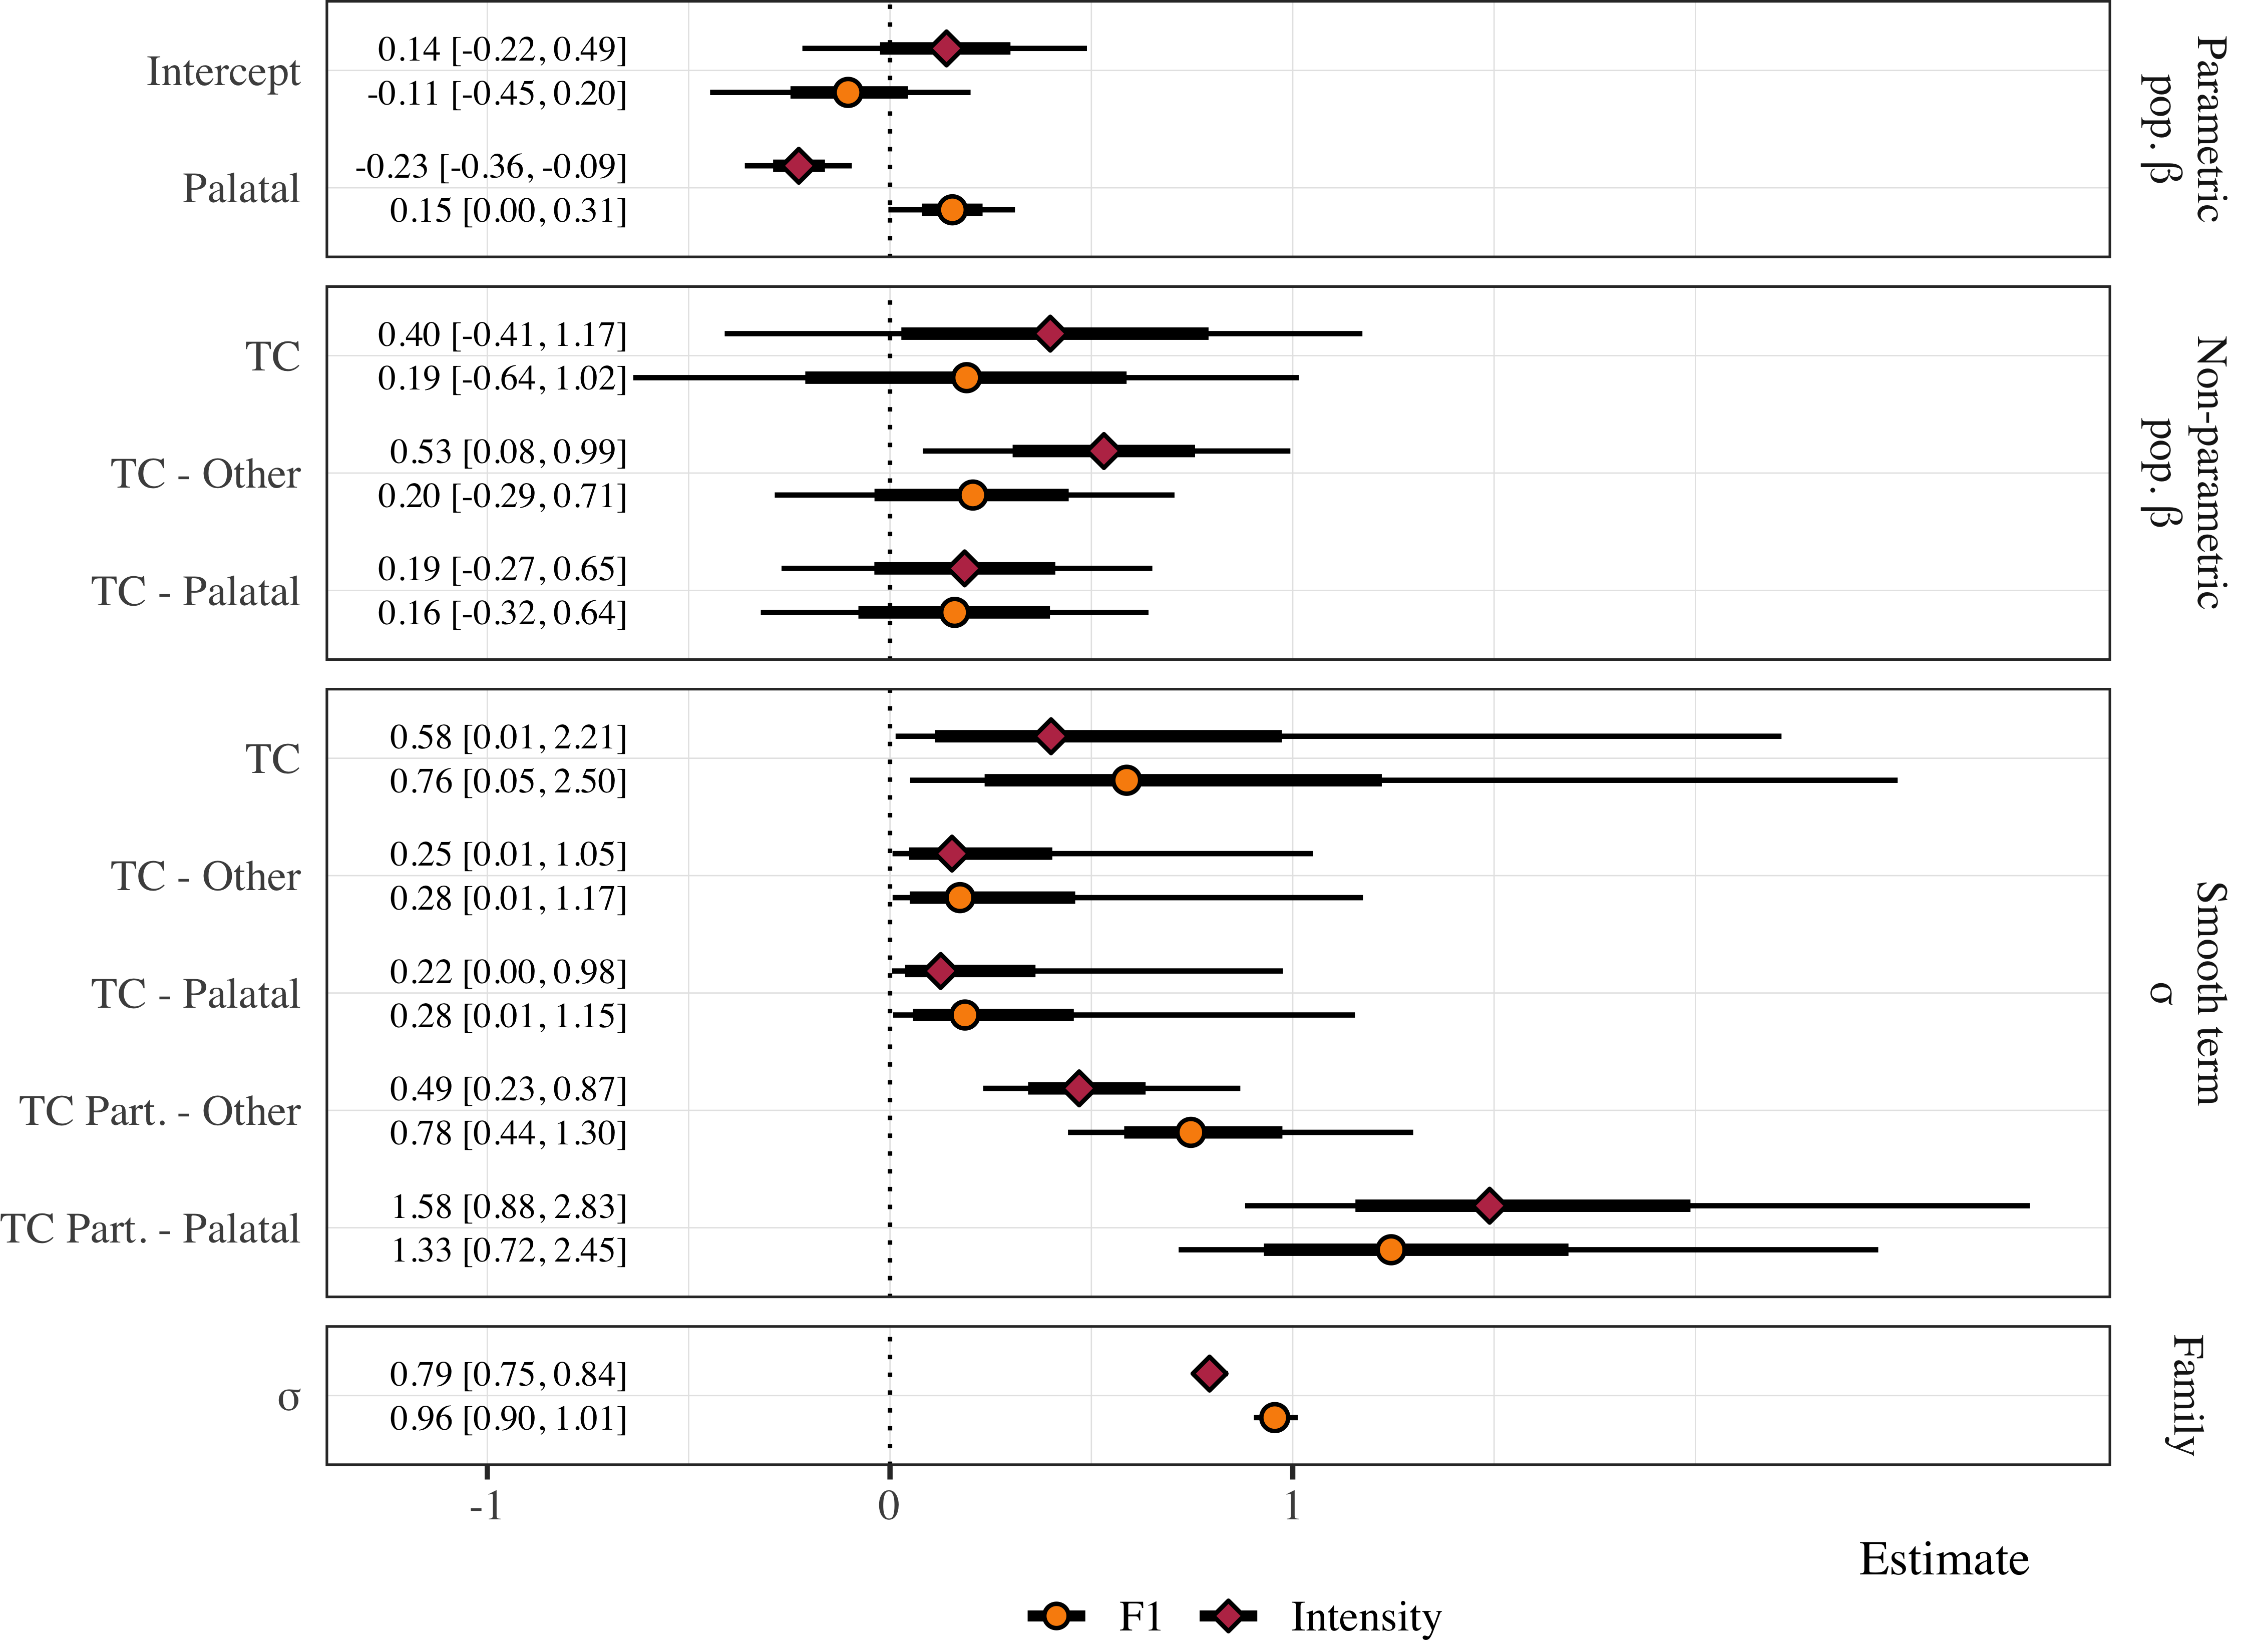 Parametric
pop. β
Intercept
0.14 [-0.22, 0.49]
-0.11 [-0.45, 0.20]
Palatal
-0.23 [-0.36, -0.09]
0.15 [0.00, 0.31]
Non-parametric
pop. β
TC
0.40 [-0.41, 1.17]
0.19 [-0.64, 1.02]
TC - Other
0.53 [0.08, 0.99]
0.20 [-0.29, 0.71]
TC - Palatal
0.19 [-0.27, 0.65]
0.16 [-0.32, 0.64]
Smooth term
σ
TC
0.58 [0.01, 2.21]
0.76 [0.05, 2.50]
TC - Other
0.25 [0.01, 1.05]
0.28 [0.01, 1.17]
TC - Palatal
0.22 [0.00, 0.98]
0.28 [0.01, 1.15]
TC Part. - Other
0.49 [0.23, 0.87]
0.78 [0.44, 1.30]
TC Part. - Palatal
1.58 [0.88, 2.83]
1.33 [0.72, 2.45]
Family
σ
0.79 [0.75, 0.84]
0.96 [0.90, 1.01]
-1 0 1
Estimate
F1 Intensity